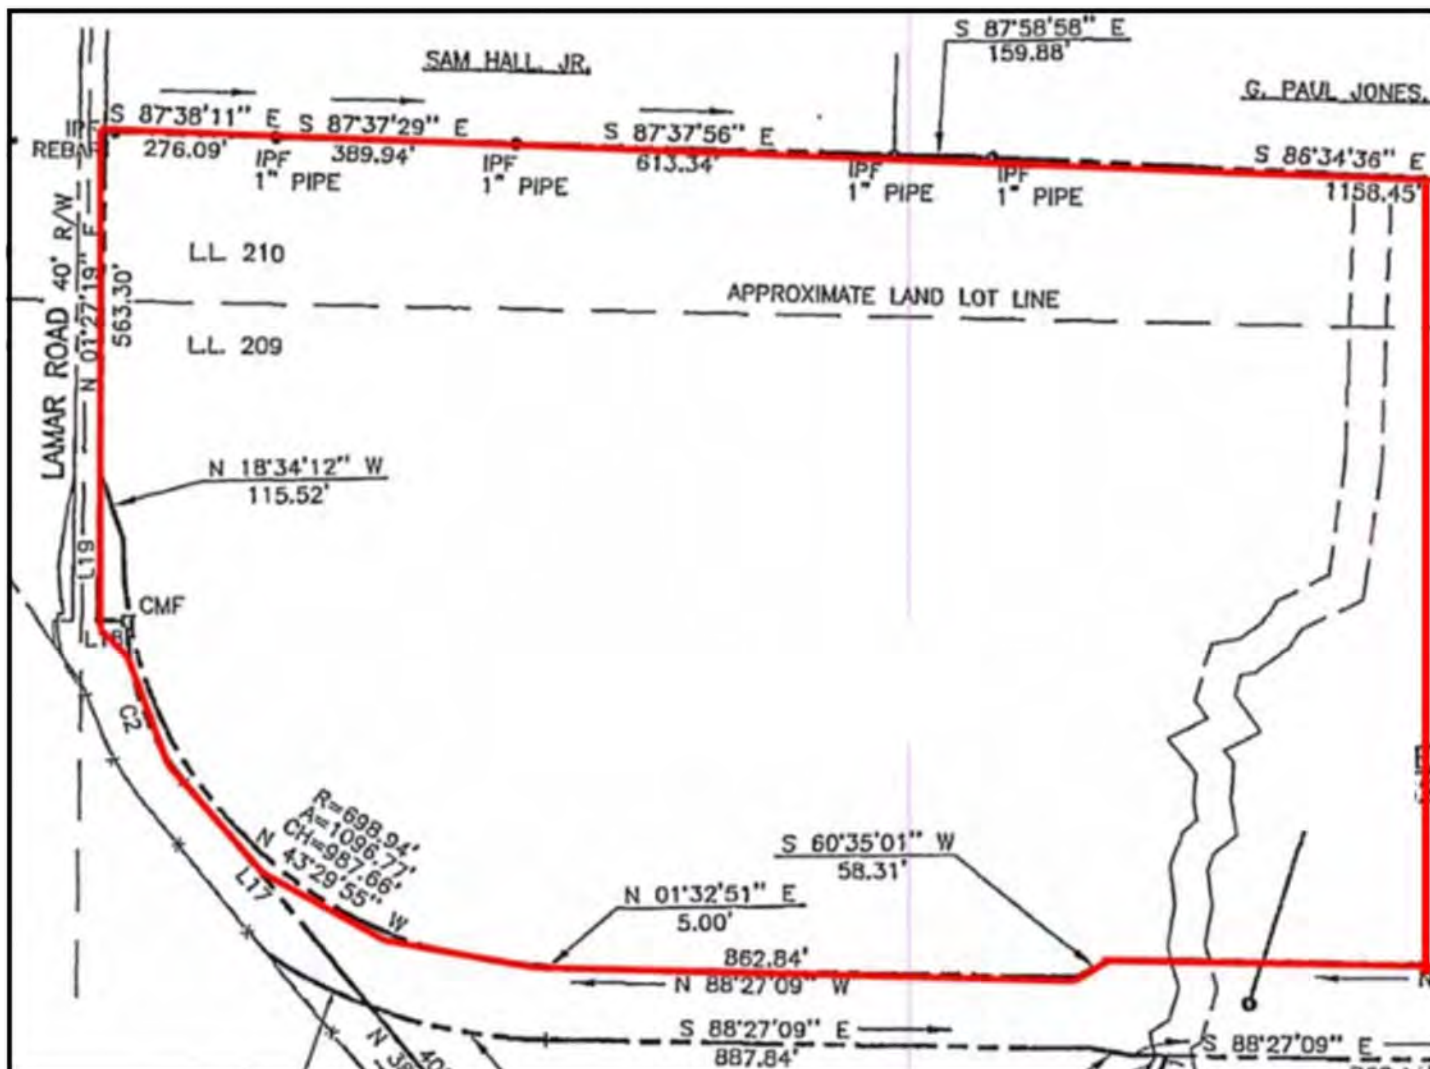 S 87°58'58" E
159.88'
SAM HALL JR.
G. PAUL JONES,
S 87°38'11" E
276.09'
S 87°37'29" E
389.94'
S 87°37'56" E
613.34'
S 86°34'36" E
1158.45'
IPF
REBAR
IPF
1" PIPE
IPF
1" PIPE
IPF
1" PIPE
IPF
1" PIPE
LAMAR ROAD 40' R/W
N 01°27'19" E
563.30'
L.L. 210
APPROXIMATE LAND LOT LINE
L.L. 209
N 18°34'12" W
115.52'
L19
CMF
L18
C2
R=698.94'
A=1096.77'
CH=987.66'
N 43°29'55" W
L17
S 60°35'01" W
58.31'
N 01°32'51" E
5.00'
862.84'
N 88°27'09" W
N
S 88°27'09" E
887.84'
S 88°27'09" E